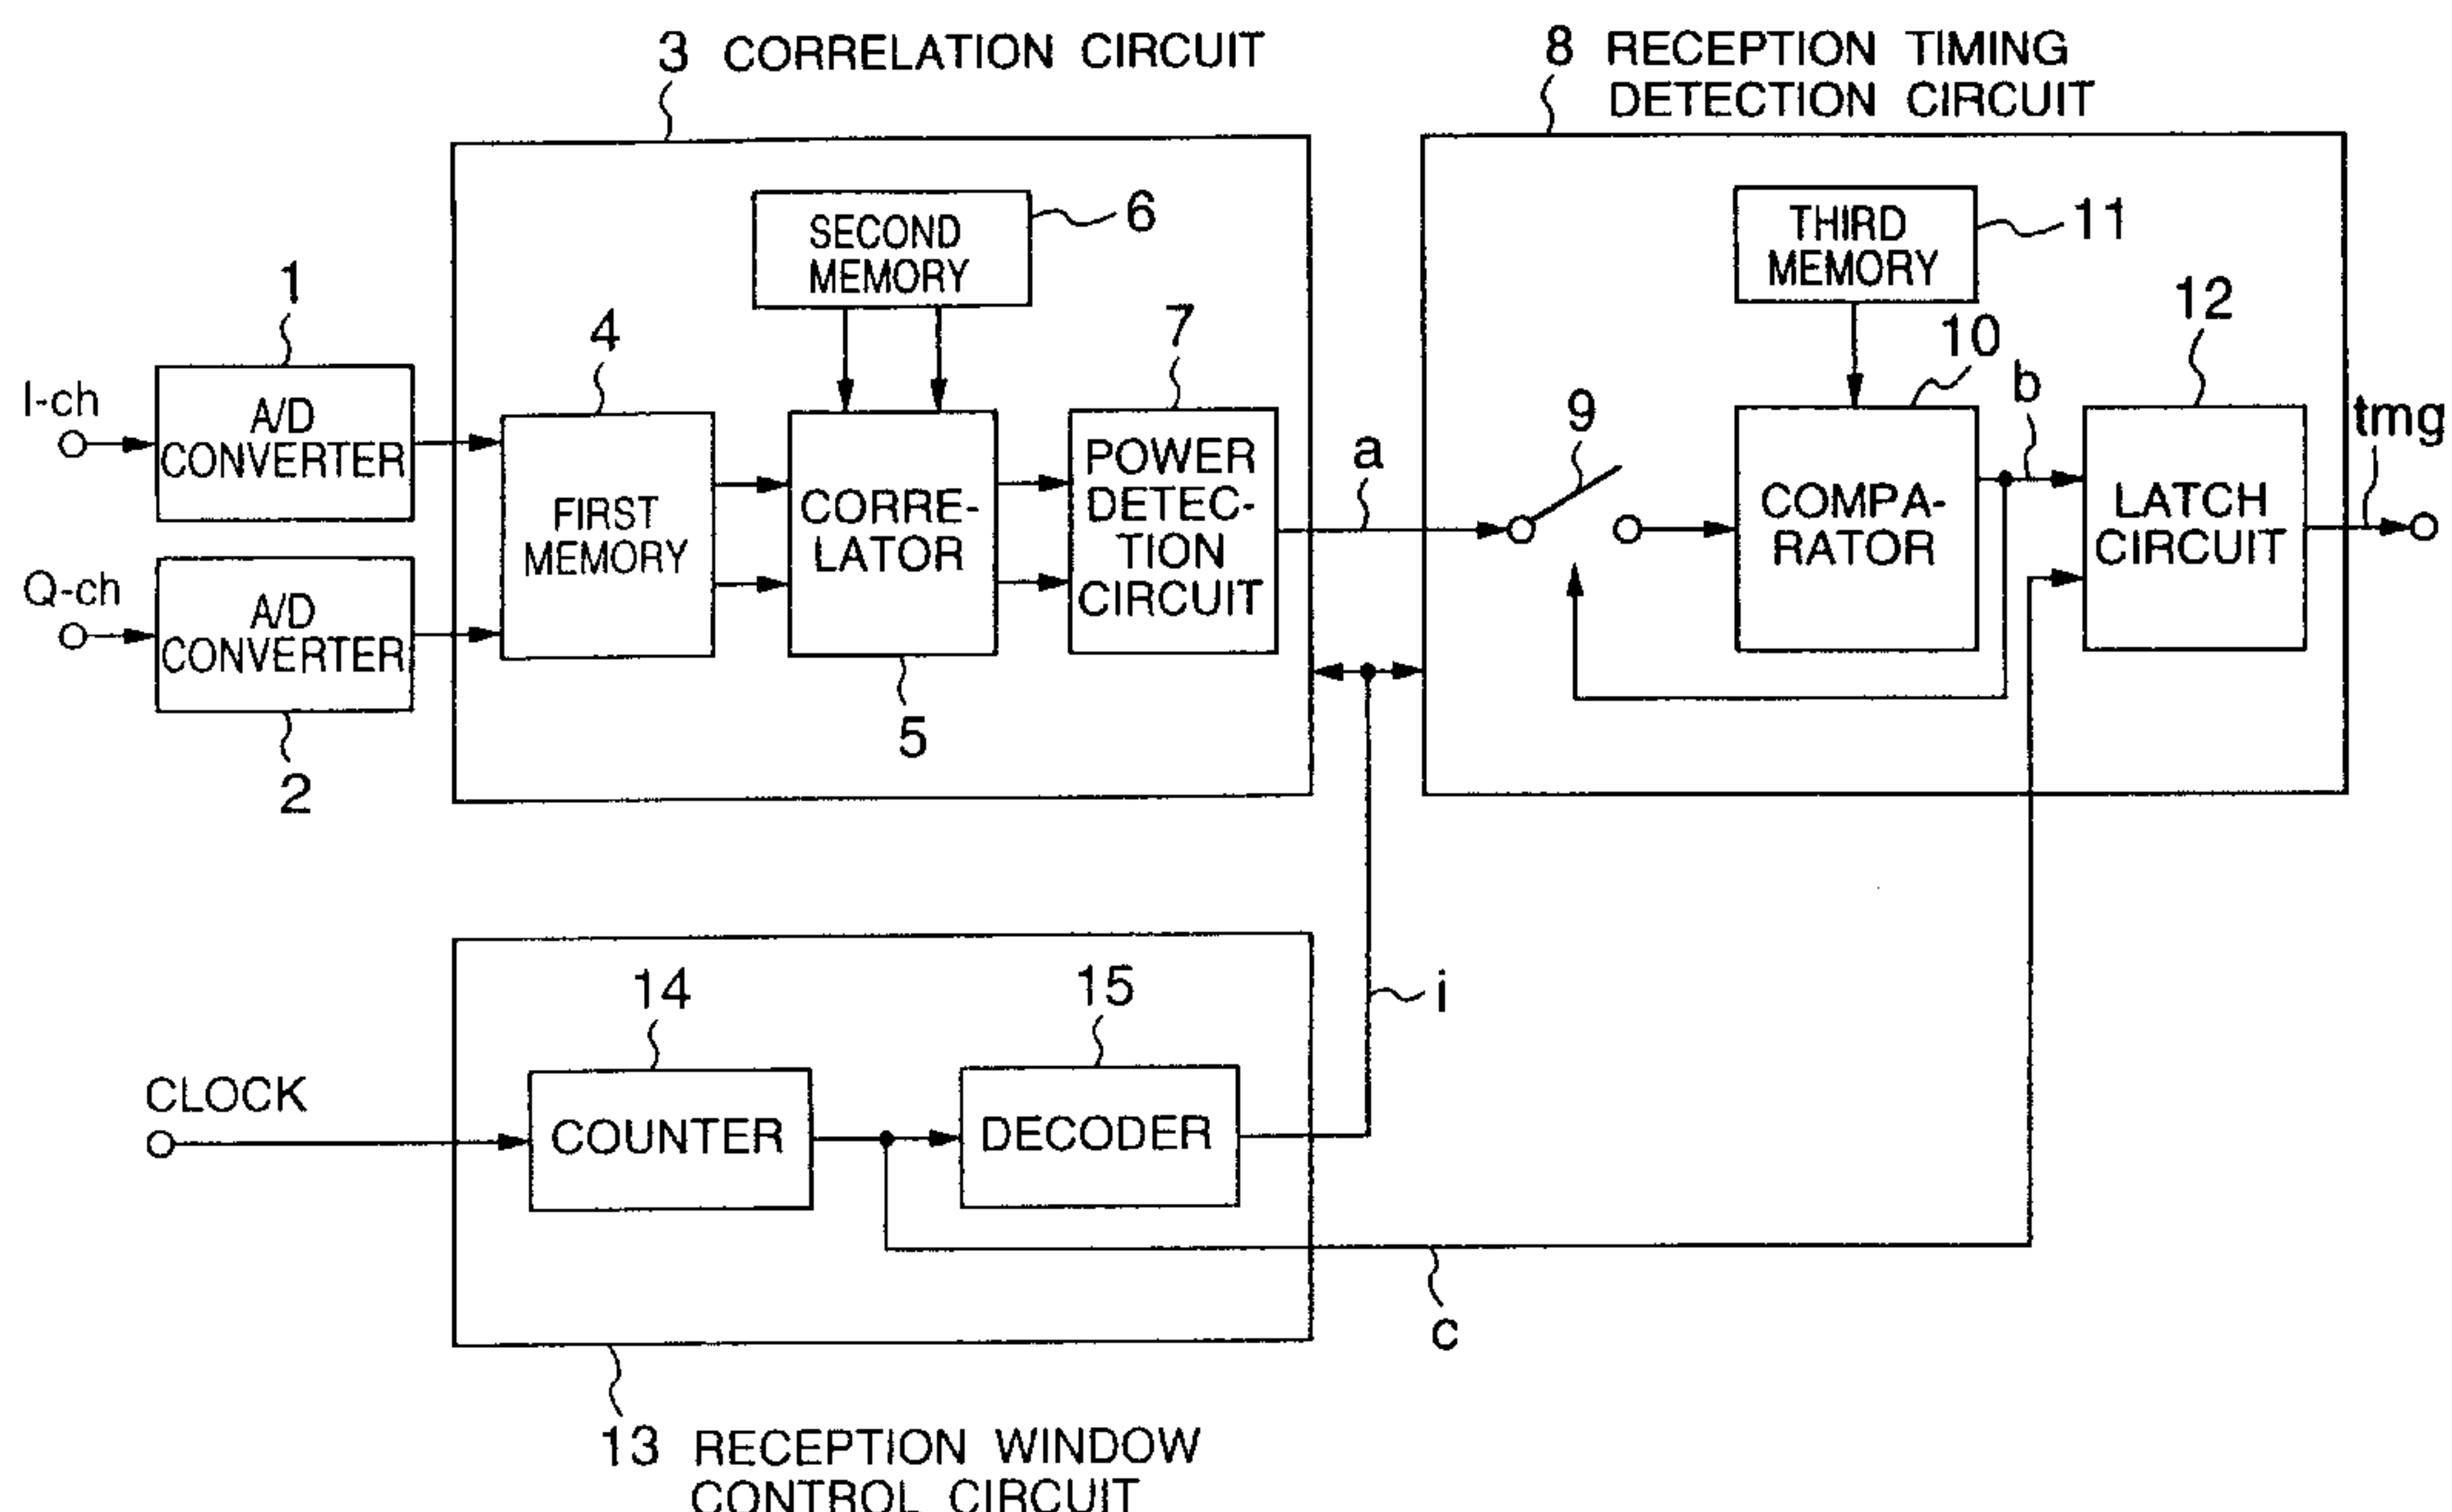 3 CORRELATION CIRCUIT
8 RECEPTION TIMING
DETECTION CIRCUIT
SECOND
MEMORY
6
THIRD
MEMORY
11
1
4
7
10
12
I-ch
A/D
CONVERTER
9
b
tmg
FIRST
MEMORY
CORRE-
LATOR
POWER
DETEC-
TION
CIRCUIT
a
COMPA-
RATOR
LATCH
CIRCUIT
Q-ch
A/D
CONVERTER
2
5
14
15
i
CLOCK
COUNTER
DECODER
c
13 RECEPTION WINDOW
CONTROL CIRCUIT